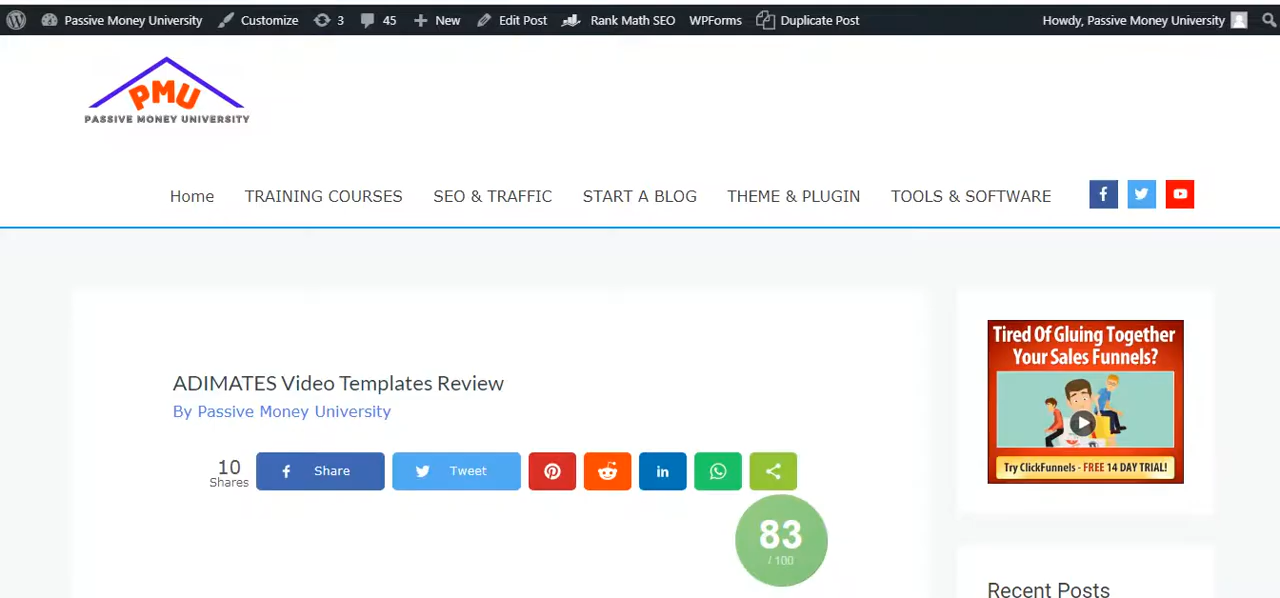 Passive Money University Customize 3 45 New Edit Post Rank Math SEO WPForms Duplicate Post Howdy, Passive Money University
PMU
PASSIVE MONEY UNIVERSITY
Home TRAINING COURSES SEO & TRAFFIC START A BLOG THEME & PLUGIN TOOLS & SOFTWARE
ADIMATES Video Templates Review
By Passive Money University
10
Shares
Share Tweet
83
/ 100
Tired Of Gluing Together
Your Sales Funnels?
Try ClickFunnels - FREE 14 DAY TRIAL!
Recent Posts